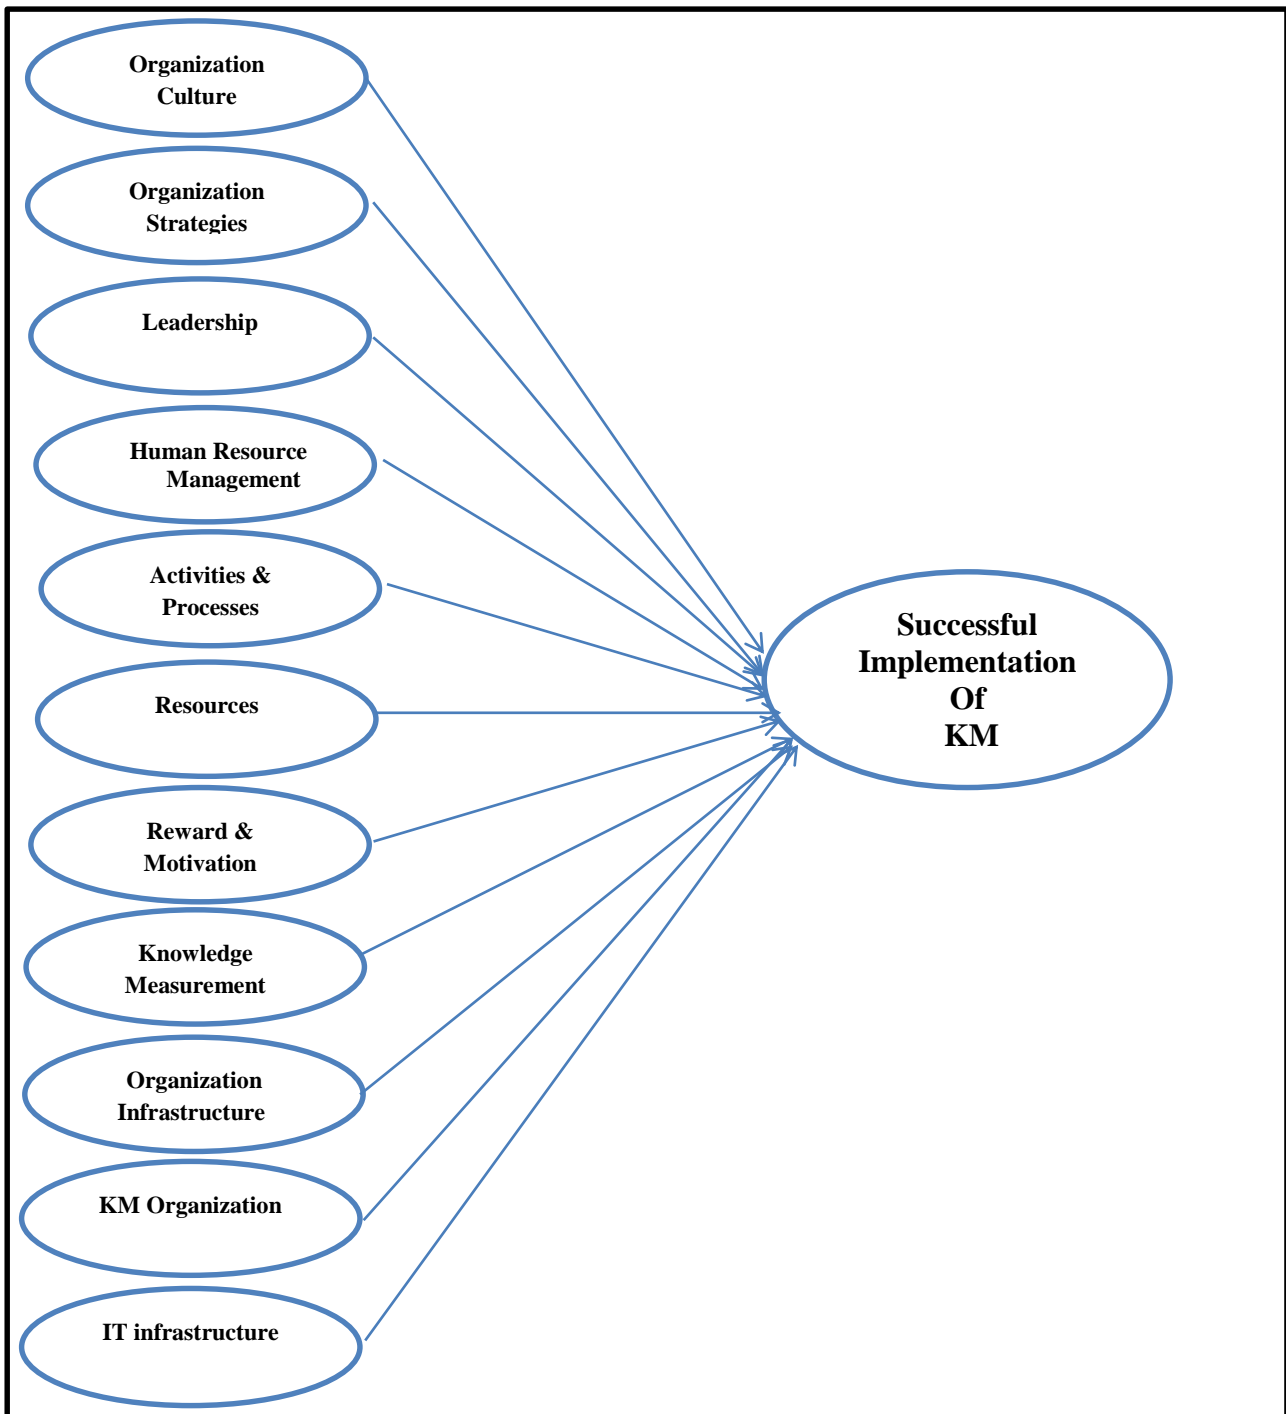 Organization
Culture
Organization
Strategies
Leadership
Human Resource
Management
Activities &
Processes
Resources
Reward &
Motivation
Knowledge
Measurement
Organization
Infrastructure
KM Organization
IT infrastructure
Successful
Implementation
Of
KM